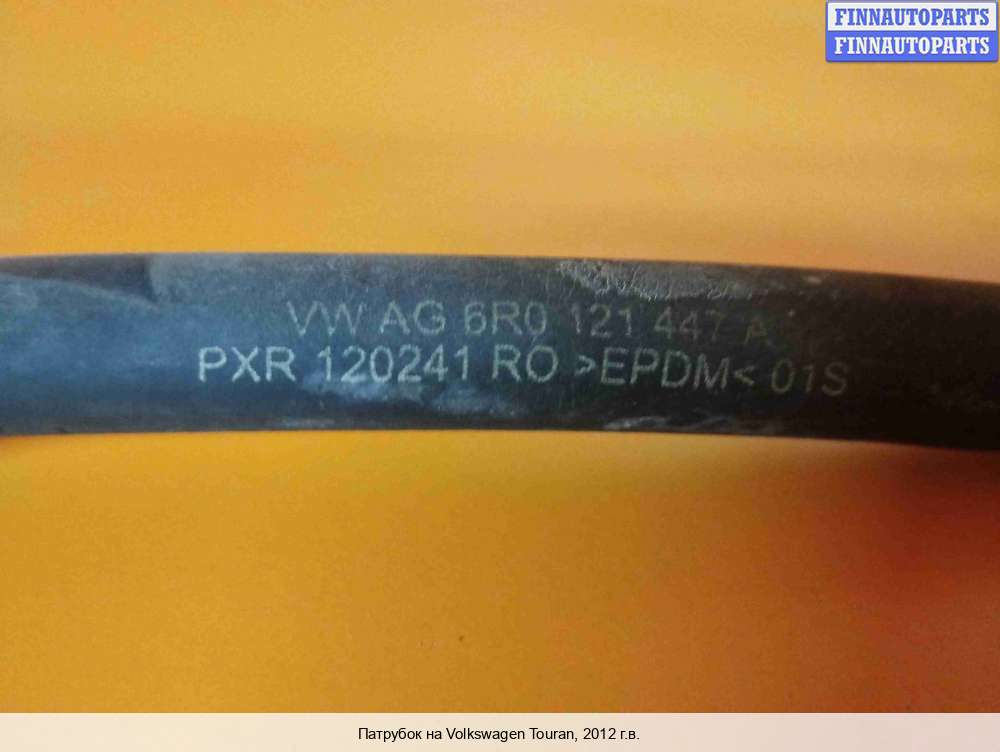 FINNAUTOPARTS
FINNAUTOPARTS
VW AG 6R0 121 447 A
PXR 120241 RO >EPDM< 01S
Патрубок на Volkswagen Touran, 2012 г.в.